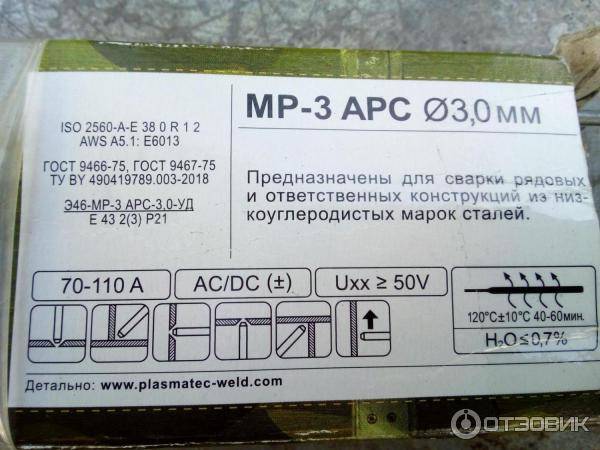 МР-3 АРС Ø3,0 мм
ISO 2560-A-E 38 0 R 1 2
AWS A5.1: E6013
ГОСТ 9466-75, ГОСТ 9467-75
ТУ BY 490419789.003-2018
Э46-МР-3 АРС-3,0-УД
Е 43 2(3) Р21
Предназначены для сварки рядовых
и ответственных конструкций из низ-
коуглеродистых марок сталей.
70-110 А
AC/DC (±)
Uxx ≥ 50V
120°C±10°C 40-60мин.
H₂O≤0,7%
Детально: www.plasmatec-weld.com
ОТЗОВИК